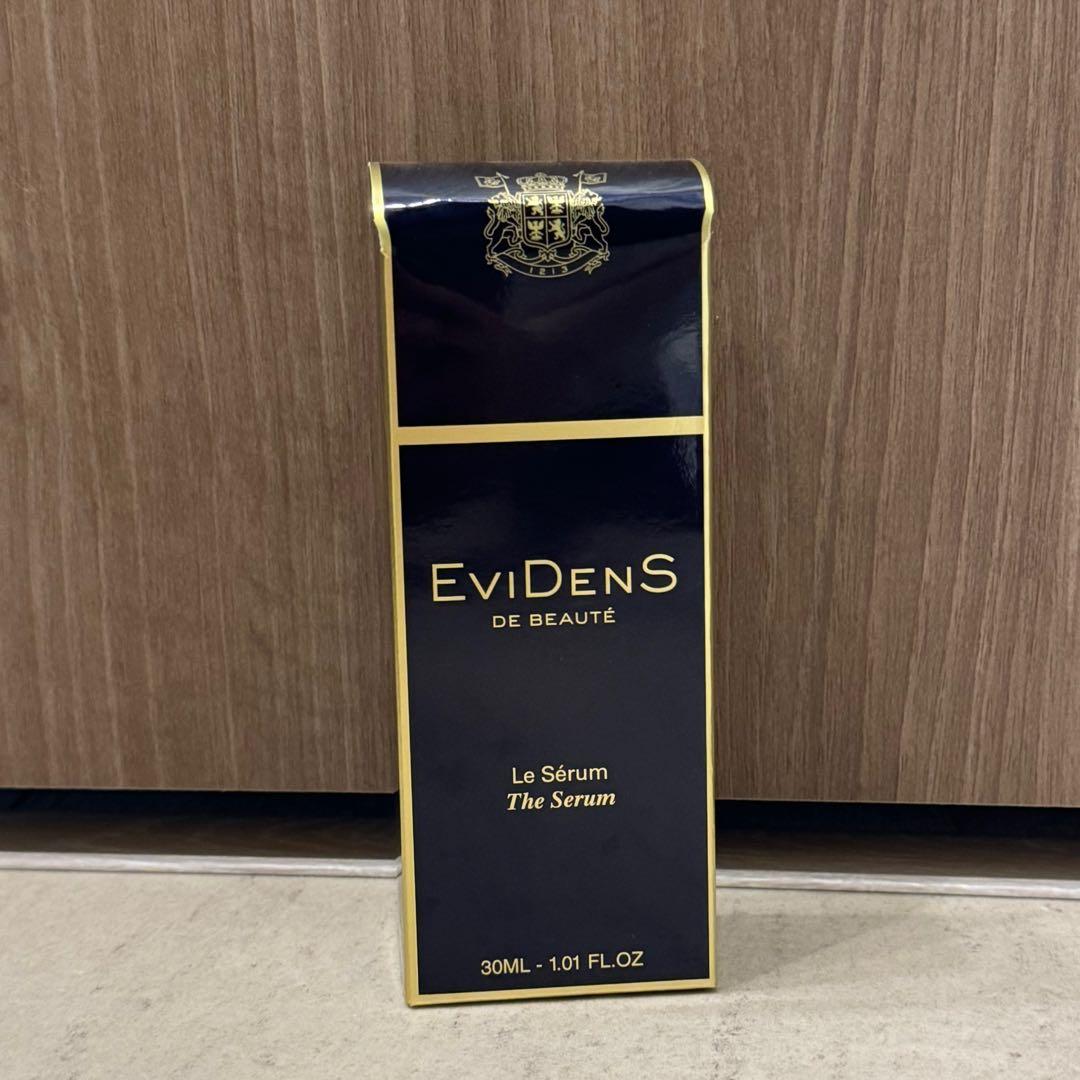 1213
EVIDENS
DE BEAUTÉ
Le Sérum
The Serum
30ML - 1.01 FL.OZ